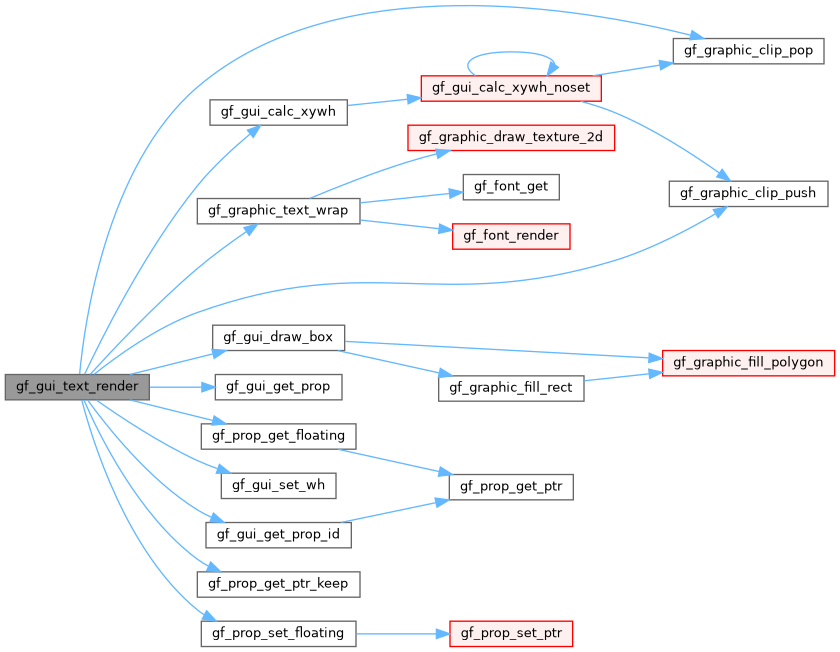 gf_graphic_clip_pop
gf_gui_calc_xywh_noset
gf_gui_calc_xywh
gf_graphic_draw_texture_2d
gf_font_get
gf_graphic_clip_push
gf_graphic_text_wrap
gf_font_render
gf_gui_draw_box
gf_graphic_fill_polygon
gf_gui_text_render
gf_gui_get_prop
gf_graphic_fill_rect
gf_prop_get_floating
gf_gui_set_wh
gf_prop_get_ptr
gf_gui_get_prop_id
gf_prop_get_ptr_keep
gf_prop_set_floating
gf_prop_set_ptr